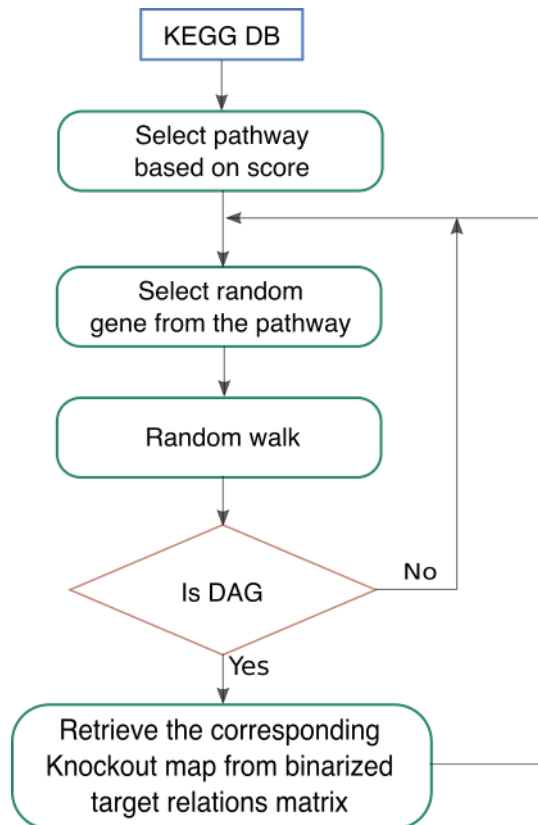 KEGG DB
Select pathway
based on score
Select random
gene from the pathway
Random walk
Is DAG
No
Yes
Retrieve the corresponding
Knockout map from binarized
target relations matrix